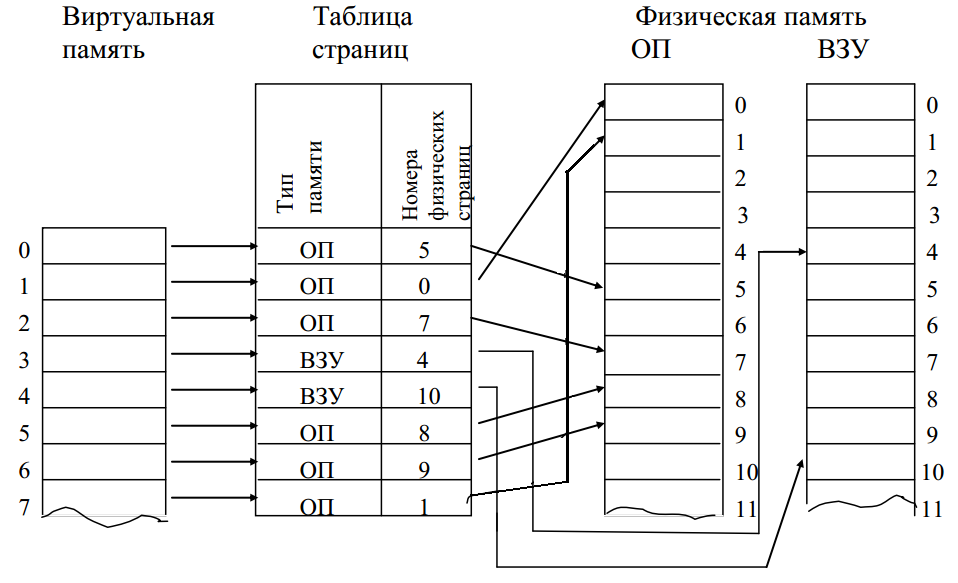 Виртуальная
память
Таблица
страниц
Физическая память
ОП
ВЗУ
Тип
памяти
Номера
физических
страниц
0
ОП
5
1
ОП
0
2
ОП
7
3
ВЗУ
4
4
ВЗУ
10
5
ОП
8
6
ОП
9
7
ОП
1
0
1
2
3
4
5
6
7
8
9
10
11
0
1
2
3
4
5
6
7
8
9
10
11